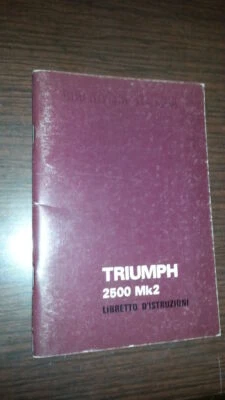 TRIUMPH
2500 Mk2
LIBRETTO D'ISTRUZIONI